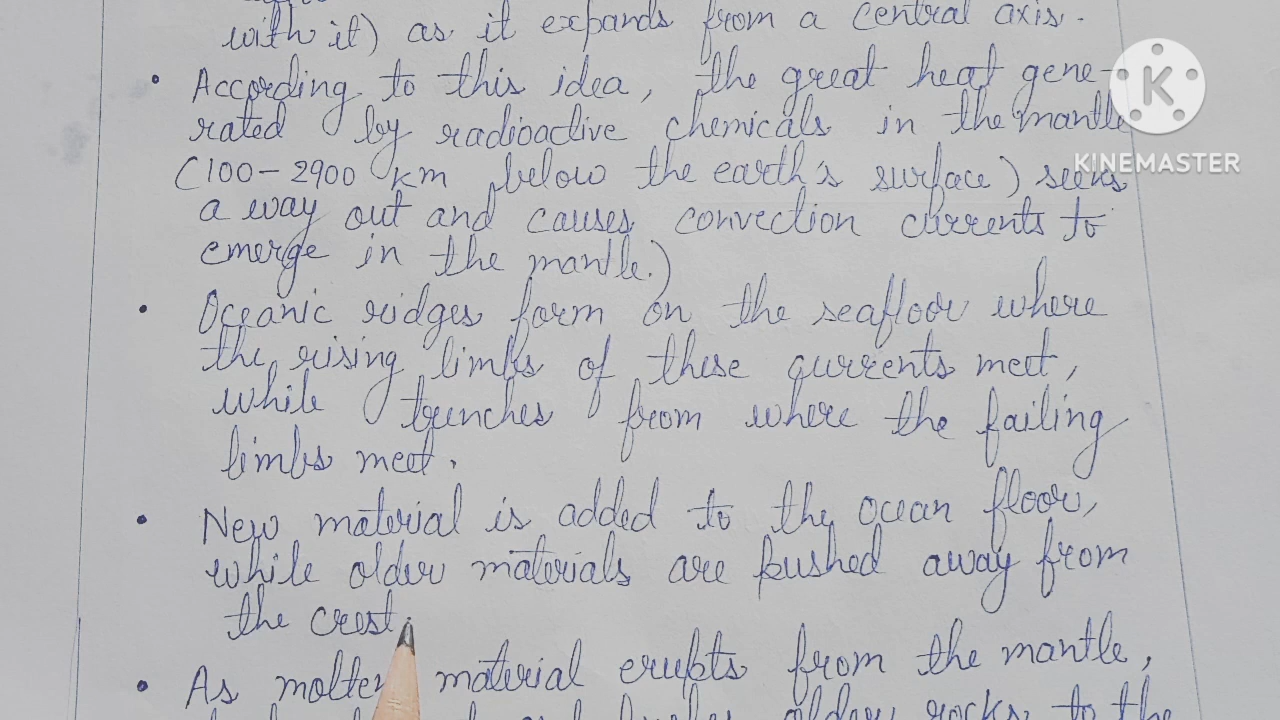 with it) as it expands from a central axis.
• According to this idea, the great heat gene-
rated by radioactive chemicals in the mantle
(100-2900 km below the earth's surface) seeks
a way out and causes convection currents to
emerge in the mantle.)
• Oceanic ridges form on the seafloor where
the rising limbs of these currents meet,
while trenches from where the failing
limbs meet.
• New material is added to the ocean floor,
while older materials are pushed away from
the crest.
• As molten material erupts from the mantle,
older rocks to the
K
KINEMASTER